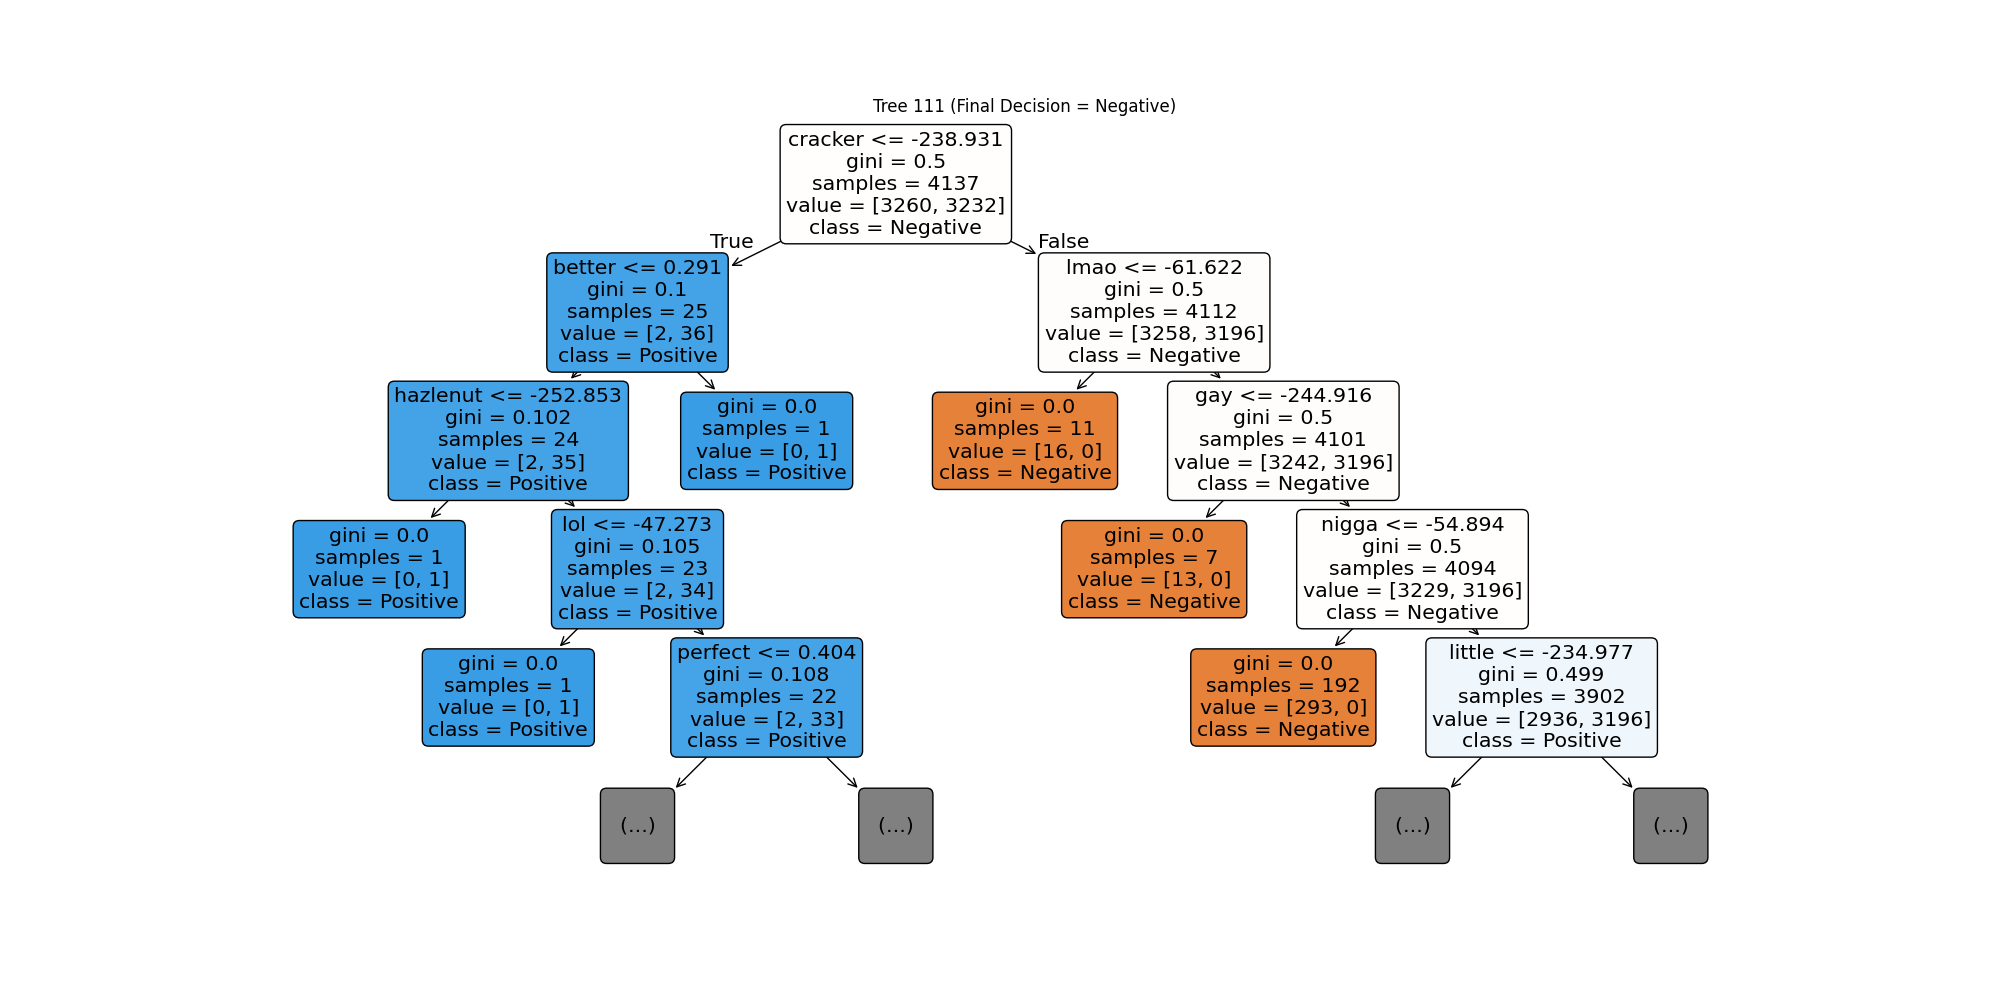 Tree 111 (Final Decision = Negative)
cracker <= -238.931
gini = 0.5
samples = 4137
value = [3260, 3232]
class = Negative
True
False
better <= 0.291
gini = 0.1
samples = 25
value = [2, 36]
class = Positive
lmao <= -61.622
gini = 0.5
samples = 4112
value = [3258, 3196]
class = Negative
hazlenut <= -252.853
gini = 0.102
samples = 24
value = [2, 35]
class = Positive
gini = 0.0
samples = 1
value = [0, 1]
class = Positive
gini = 0.0
samples = 11
value = [16, 0]
class = Negative
gay <= -244.916
gini = 0.5
samples = 4101
value = [3242, 3196]
class = Negative
gini = 0.0
samples = 1
value = [0, 1]
class = Positive
lol <= -47.273
gini = 0.105
samples = 23
value = [2, 34]
class = Positive
gini = 0.0
samples = 7
value = [13, 0]
class = Negative
nigga <= -54.894
gini = 0.5
samples = 4094
value = [3229, 3196]
class = Negative
gini = 0.0
samples = 1
value = [0, 1]
class = Positive
perfect <= 0.404
gini = 0.108
samples = 22
value = [2, 33]
class = Positive
gini = 0.0
samples = 192
value = [293, 0]
class = Negative
little <= -234.977
gini = 0.499
samples = 3902
value = [2936, 3196]
class = Positive
(...)
(...)
(...)
(...)